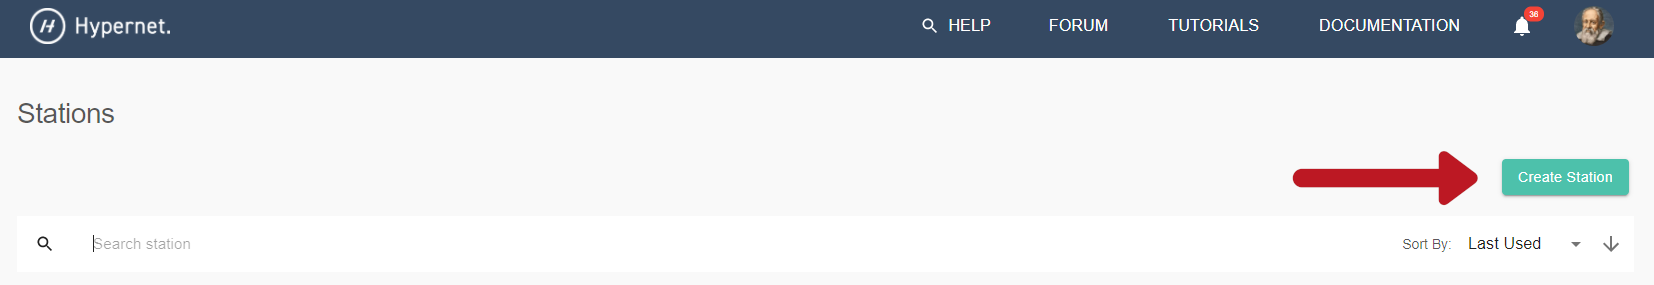 H Hypernet.
HELP FORUM TUTORIALS DOCUMENTATION 36
Stations
Create Station
Search station Sort By: Last Used